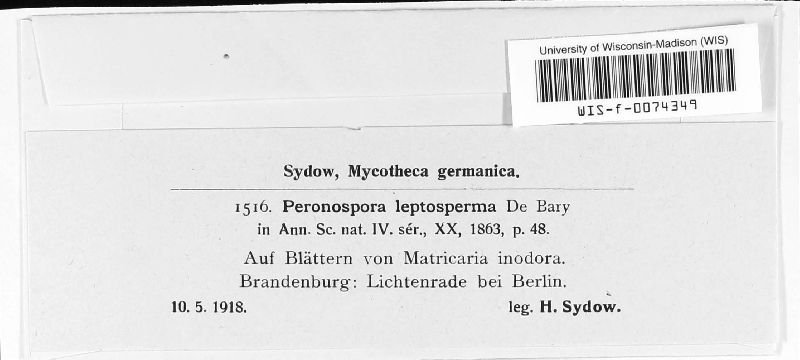 University of Wisconsin-Madison (WIS)
WIS-f-0074349
Sydow, Mycotheca germanica.
1516. Peronospora leptosperma De Bary
in Ann. Sc. nat. IV. sér., XX, 1863, p. 48.
Auf Blättern von Matricaria inodora.
Brandenburg: Lichtenrade bei Berlin.
10. 5. 1918. leg. H. Sydow.